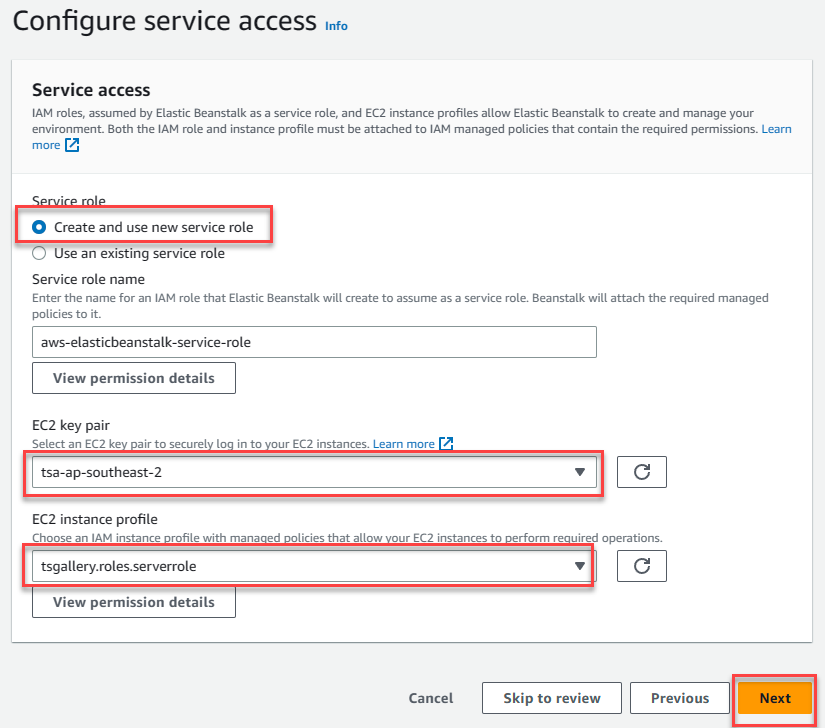 Configure service access Info
Service access
IAM roles, assumed by Elastic Beanstalk as a service role, and EC2 instance profiles allow Elastic Beanstalk to create and manage your
environment. Both the IAM role and instance profile must be attached to IAM managed policies that contain the required permissions. Learn
more
Service role
Create and use new service role
Use an existing service role
Service role name
Enter the name for an IAM role that Elastic Beanstalk will create to assume as a service role. Beanstalk will attach the required managed
policies to it.
aws-elasticbeanstalk-service-role
View permission details
EC2 key pair
Select an EC2 key pair to securely log in to your EC2 instances. Learn more
tsa-ap-southeast-2
EC2 instance profile
Choose an IAM instance profile with managed policies that allow your EC2 instances to perform required operations.
tsgallery.roles.serverrole
View permission details
Cancel Skip to review Previous Next